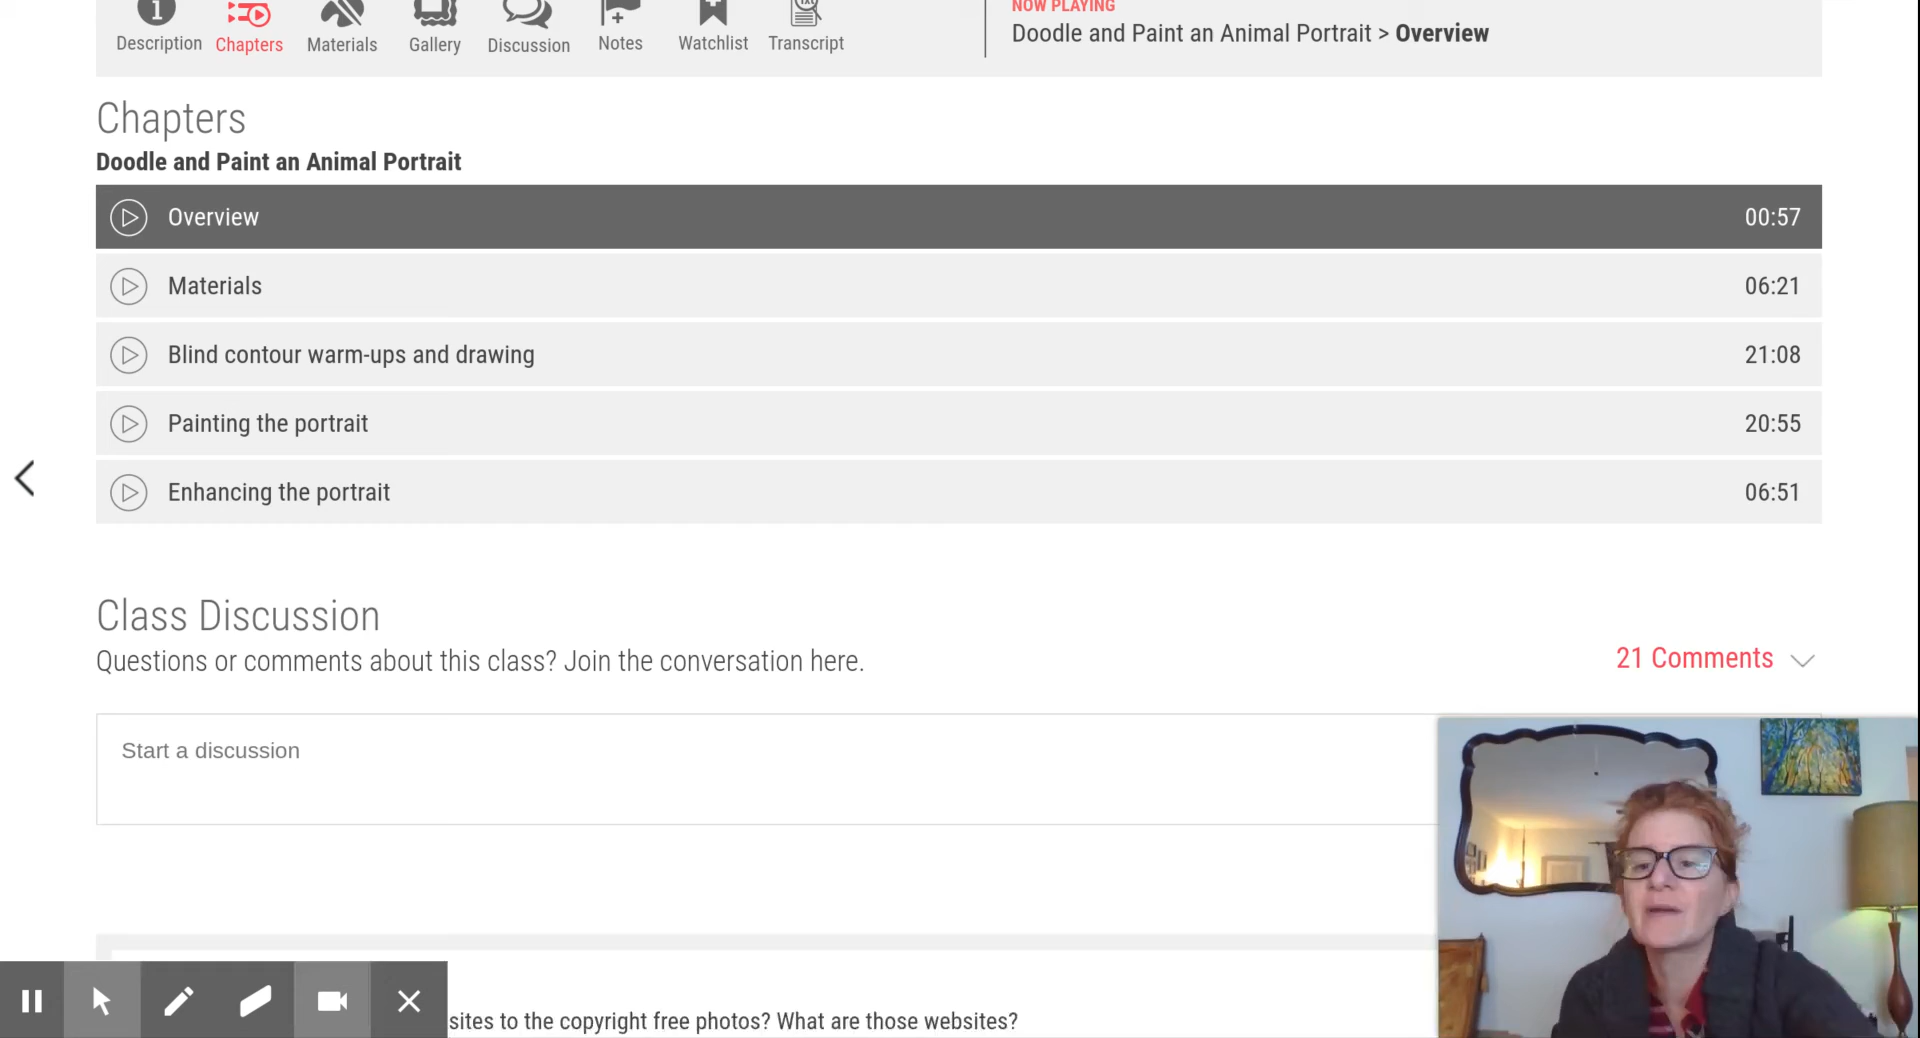 NOW PLAYING
Description Chapters Materials Gallery Discussion Notes Watchlist Transcript
Doodle and Paint an Animal Portrait > Overview
Chapters
Doodle and Paint an Animal Portrait
Overview 00:57
Materials 06:21
Blind contour warm-ups and drawing 21:08
Painting the portrait 20:55
Enhancing the portrait 06:51
Class Discussion
Questions or comments about this class? Join the conversation here.
21 Comments
Start a discussion
sites to the copyright free photos? What are those websites?